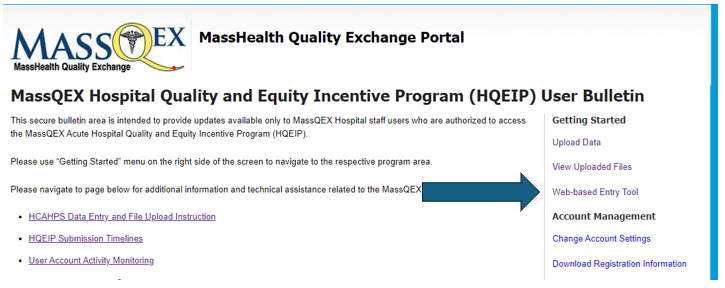 MASSQEX
MassHealth Quality Exchange
MassHealth Quality Exchange Portal
MassQEX Hospital Quality and Equity Incentive Program (HQEIP) User Bulletin
This secure bulletin area is intended to provide updates available only to MassQEX Hospital staff users who are authorized to access
the MassQEX Acute Hospital Quality and Equity Incentive Program (HQEIP).
Please use “Getting Started” menu on the right side of the screen to navigate to the respective program area.
Please navigate to page below for additional information and technical assistance related to the MassQEX
HCAHPS Data Entry and File Upload Instruction
HQEIP Submission Timelines
User Account Activity Monitoring
Getting Started
Upload Data
View Uploaded Files
Web-based Entry Tool
Account Management
Change Account Settings
Download Registration Information